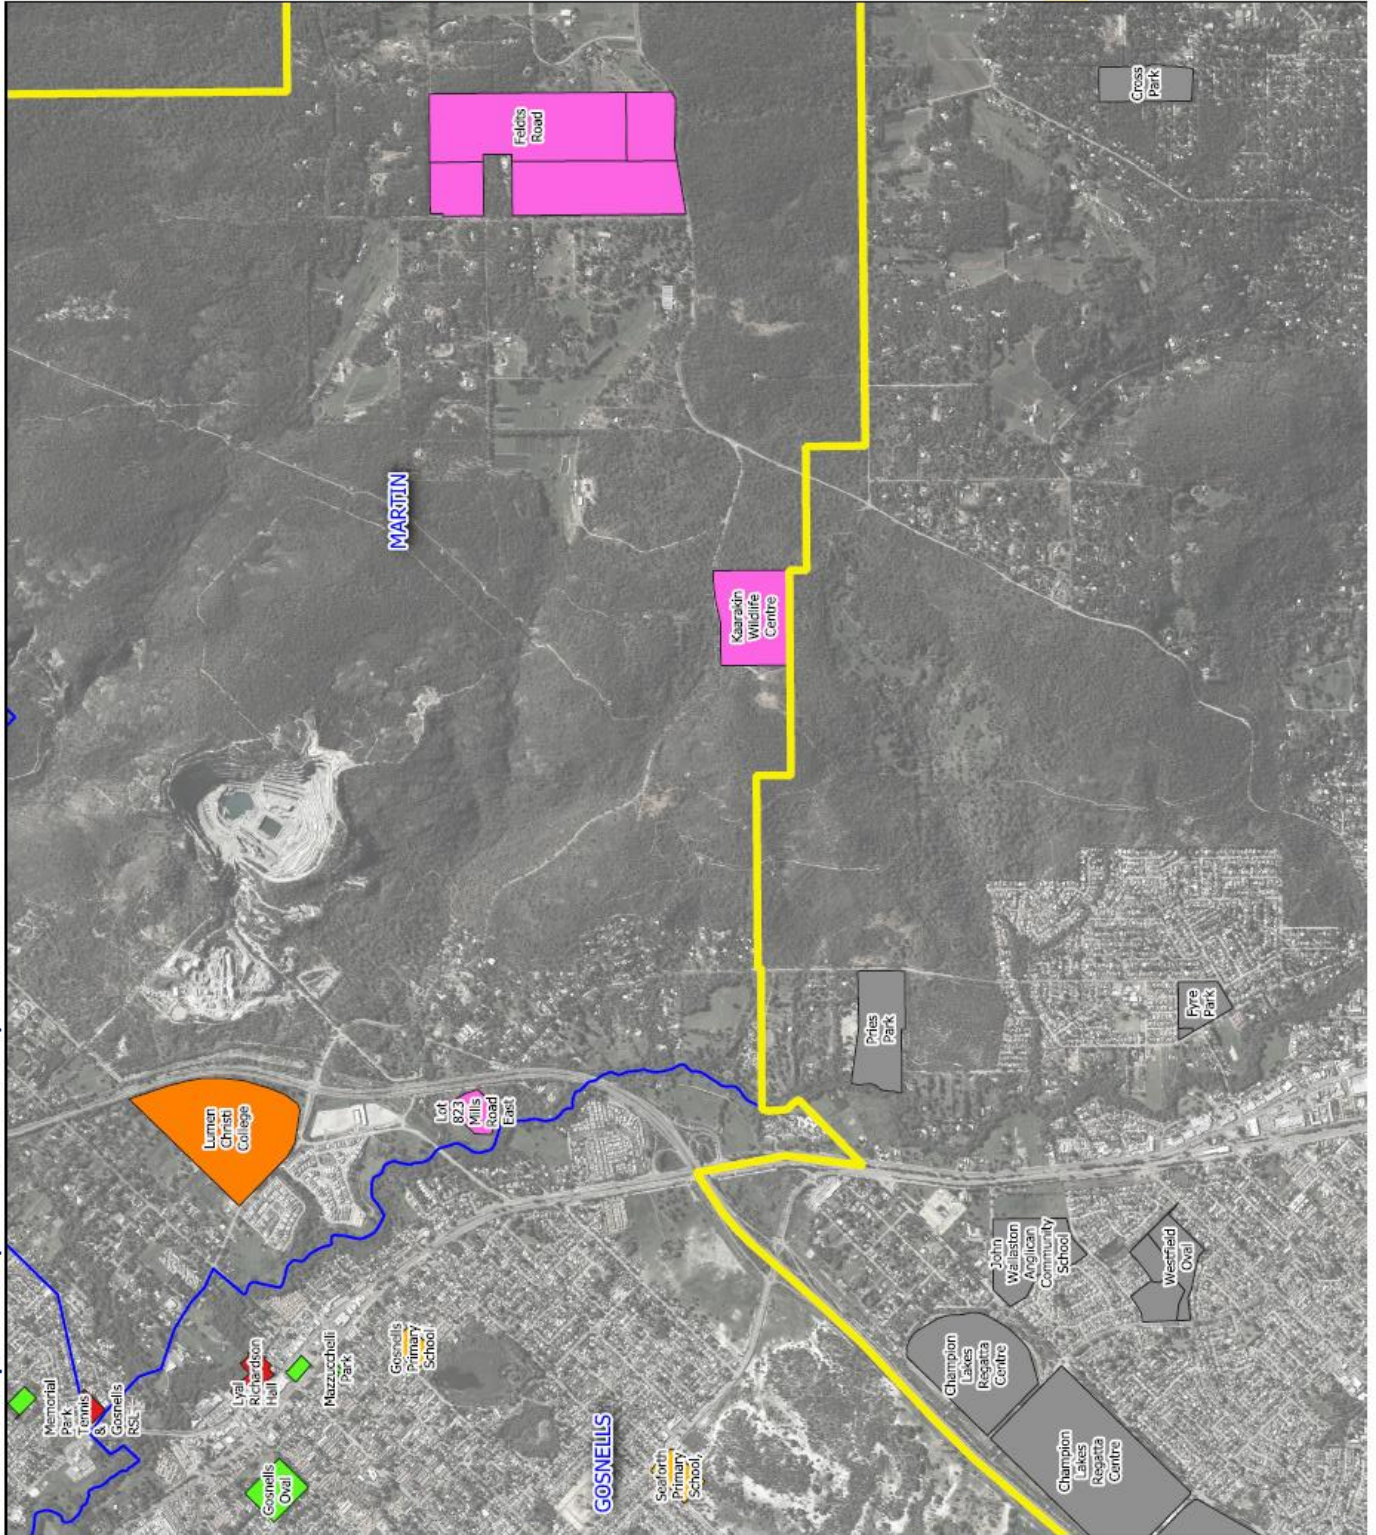 Cross
Park
Feldts
Road
MARTIN
Kaarakin
Wildlife
Centre
Pries
Park
Fyre
Park
Lumen
Christi
College
Lot
823
Mills
Road
East
John
Wallaston
Anglican
Community
School
Westfield
Oval
Champion
Lakes
Regatta
Centre
Champion
Lakes
Regatta
Centre
Gosnells
Primary
School
Mazzucchelli
Park
Lyal
Richardson
Hall
Memorial
Park
Tennis
&
Gosnells
RSL
Gosnells
Oval
GOSNELLS
Seaforth
Primary
School